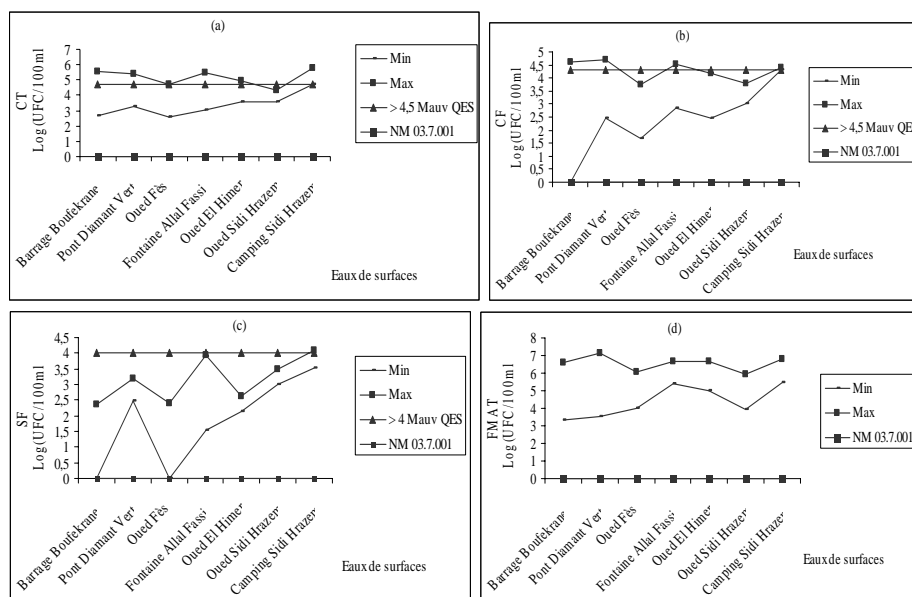 (a)
CT
Log (UFC/100ml)
7
6
5
4
3
2
1
0
Barrage Boufekrane
Pont Diamant Vert
Oued Fès
Fontaine Allal Fassi
Oued El Himer
Oued Sidi Hrazem
Camping Sidi Hrazem
Eaux de surfaces
Min
Max
> 4,5 Mauv QES
NM 03.7.001
(b)
CF
Log (UFC/100ml)
5
4,5
4
3,5
3
2,5
2
1,5
1
0,5
0
Barrage Boufekrane
Pont Diamant Vert
Oued Fès
Fontaine Allal Fassi
Oued El Himer
Oued Sidi Hrazem
Camping Sidi Hrazem
Eaux de surfaces
Min
Max
> 4,5 Mauv QES
NM 03.7.001
(c)
SF
Log (UFC/100ml)
4,5
4
3,5
3
2,5
2
1,5
1
0,5
0
Barrage Boufekrane
Pont Diamant Vert
Oued Fès
Fontaine Allal Fassi
Oued El Himer
Oued Sidi Hrazem
Camping Sidi Hrazem
Eaux de surfaces
Min
Max
> 4 Mauv QES
NM 03.7.001
(d)
FMAT
Log (UFC/100ml)
8
7
6
5
4
3
2
1
0
Barrage Boufekrane
Pont Diamant Vert
Oued Fès
Fontaine Allal Fassi
Oued El Himer
Oued Sidi Hrazem
Camping Sidi Hrazem
Eaux de surfaces
Min
Max
NM 03.7.001